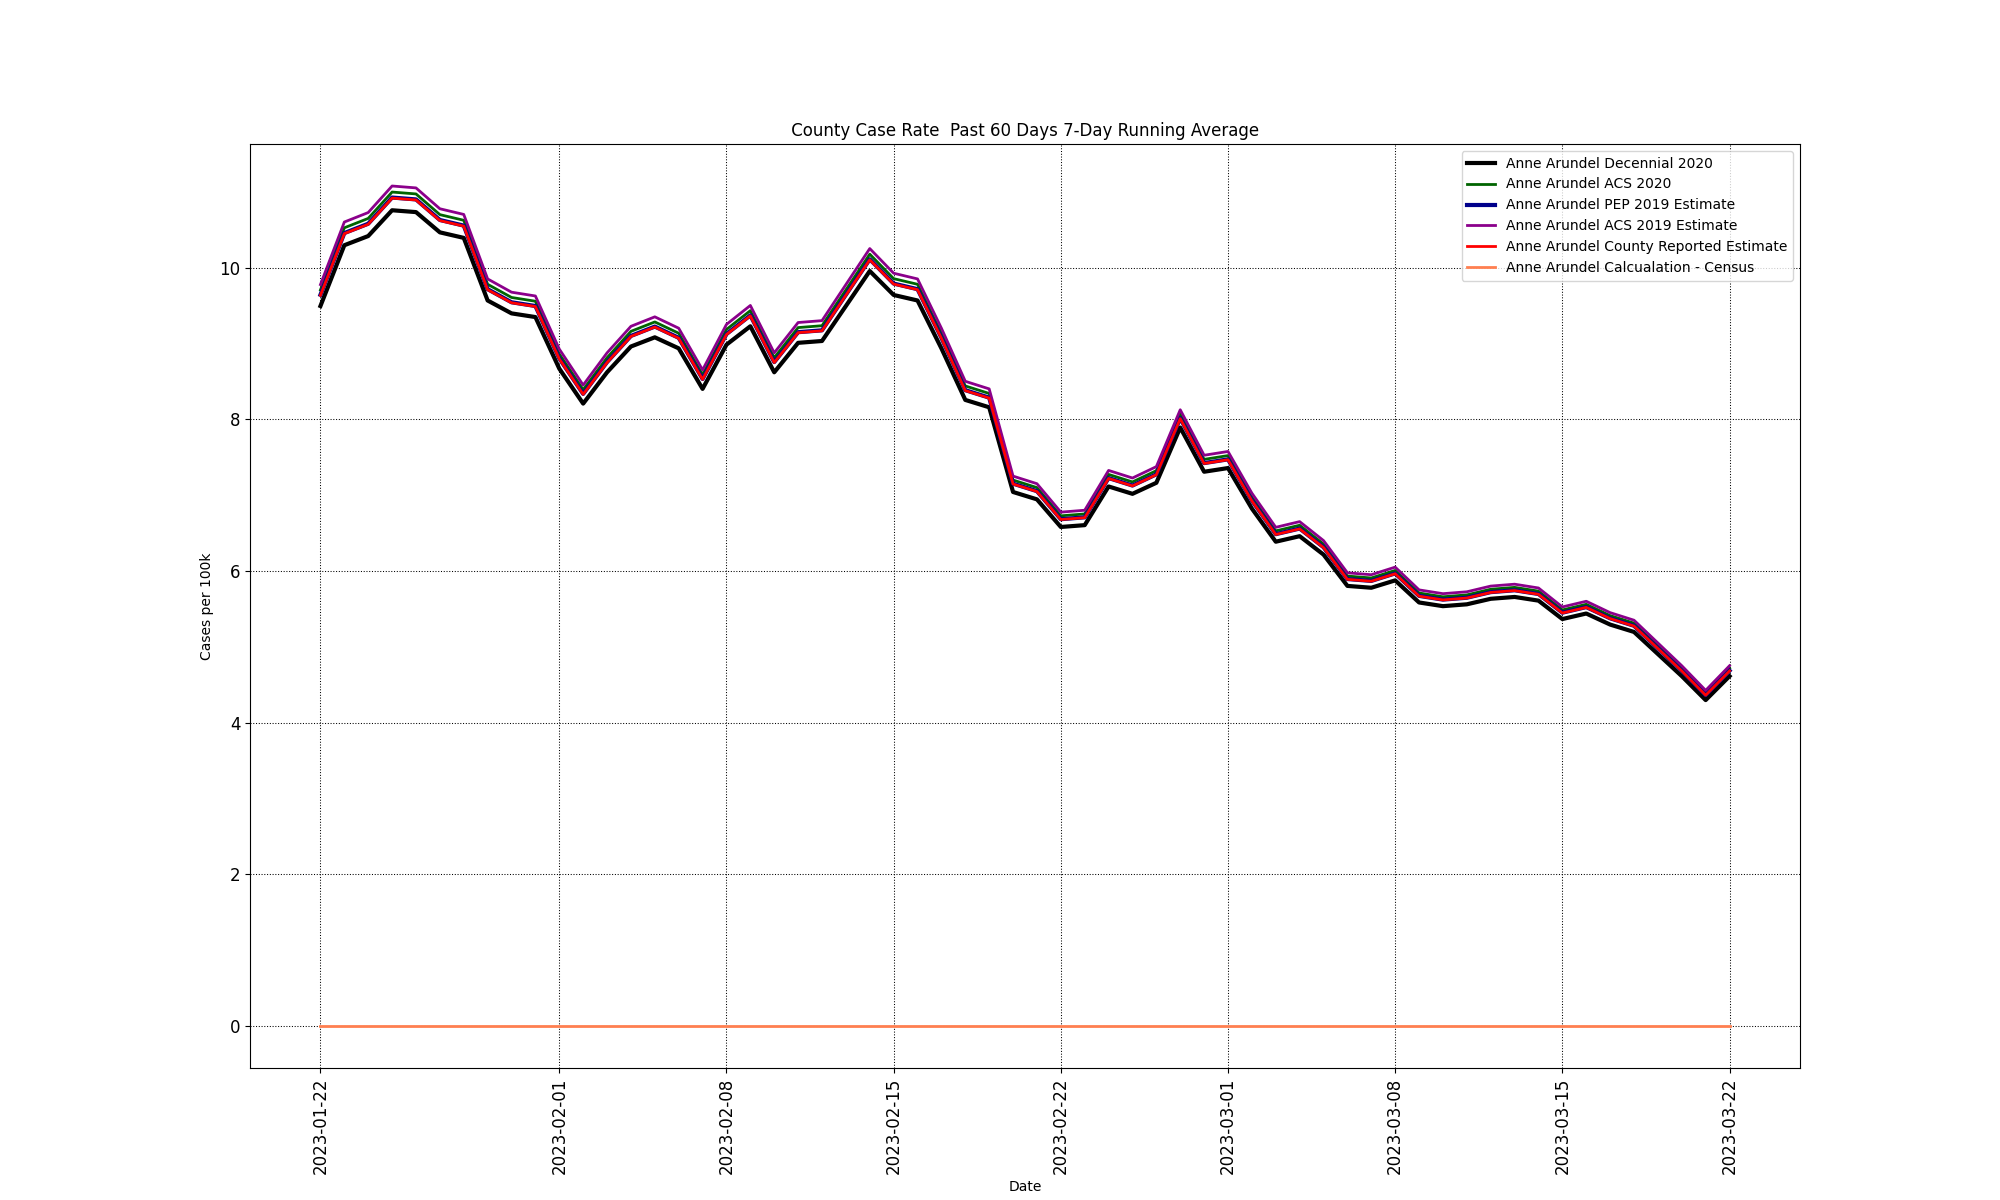 County Case Rate  Past 60 Days 7-Day Running Average
Anne Arundel Decennial 2020
Anne Arundel ACS 2020
Anne Arundel PEP 2019 Estimate
Anne Arundel ACS 2019 Estimate
Anne Arundel County Reported Estimate
Anne Arundel Calcualation - Census
10
8
6
4
2
0
Cases per 100k
2023-01-22
2023-02-01
2023-02-08
2023-02-15
2023-02-22
2023-03-01
2023-03-08
2023-03-15
2023-03-22
Date